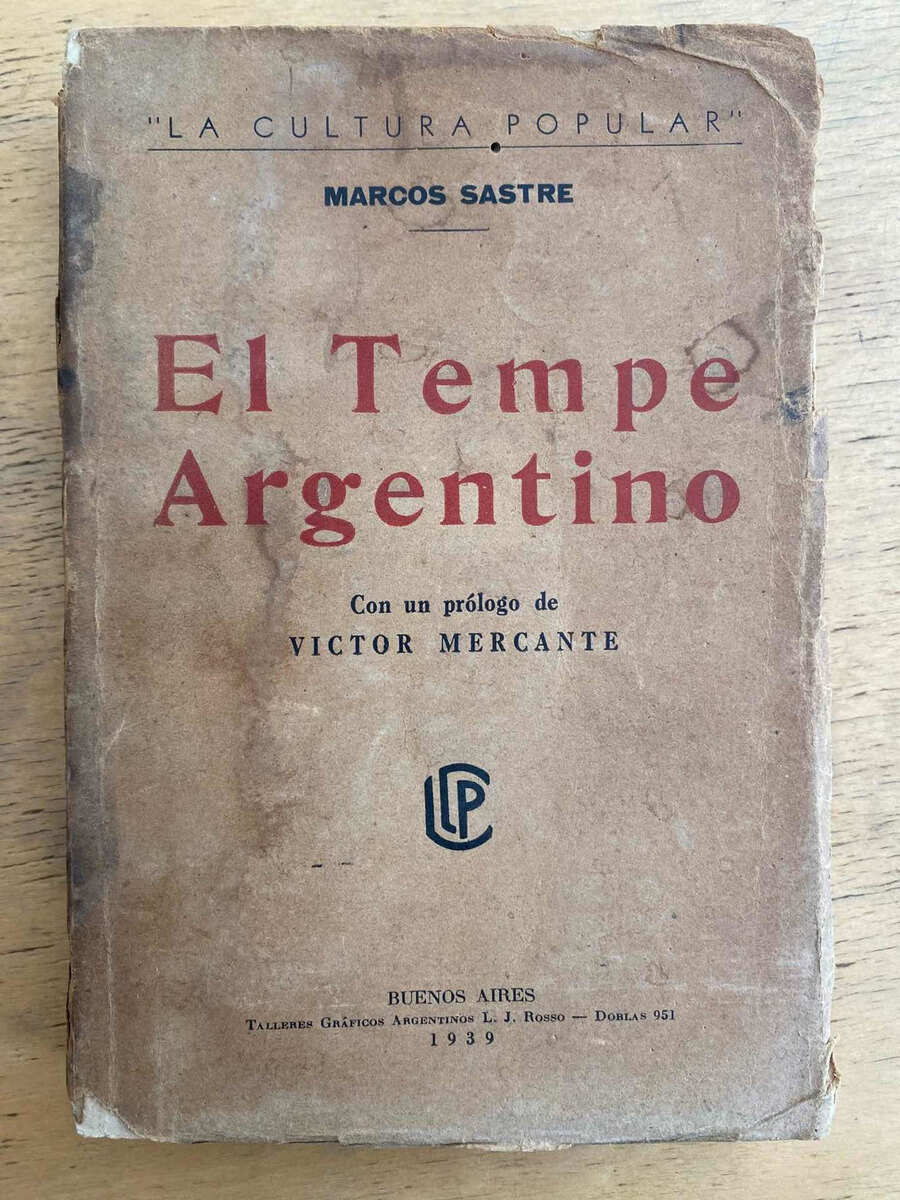 "LA CULTURA POPULAR"
MARCOS SASTRE
El Tempe
Argentino
Con un prólogo de
VICTOR MERCANTE
LCP
BUENOS AIRES
TALLERES GRÁFICOS ARGENTINOS L. J. ROSSO — DOBLAS 951
1939